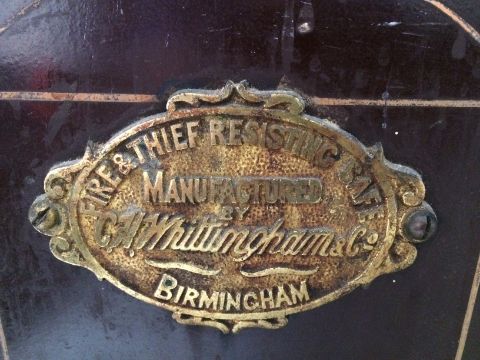 FIRE & THIEF RESISTING SAFE
MANUFACTURED
BY
C.A. Whittingham & Co
BIRMINGHAM